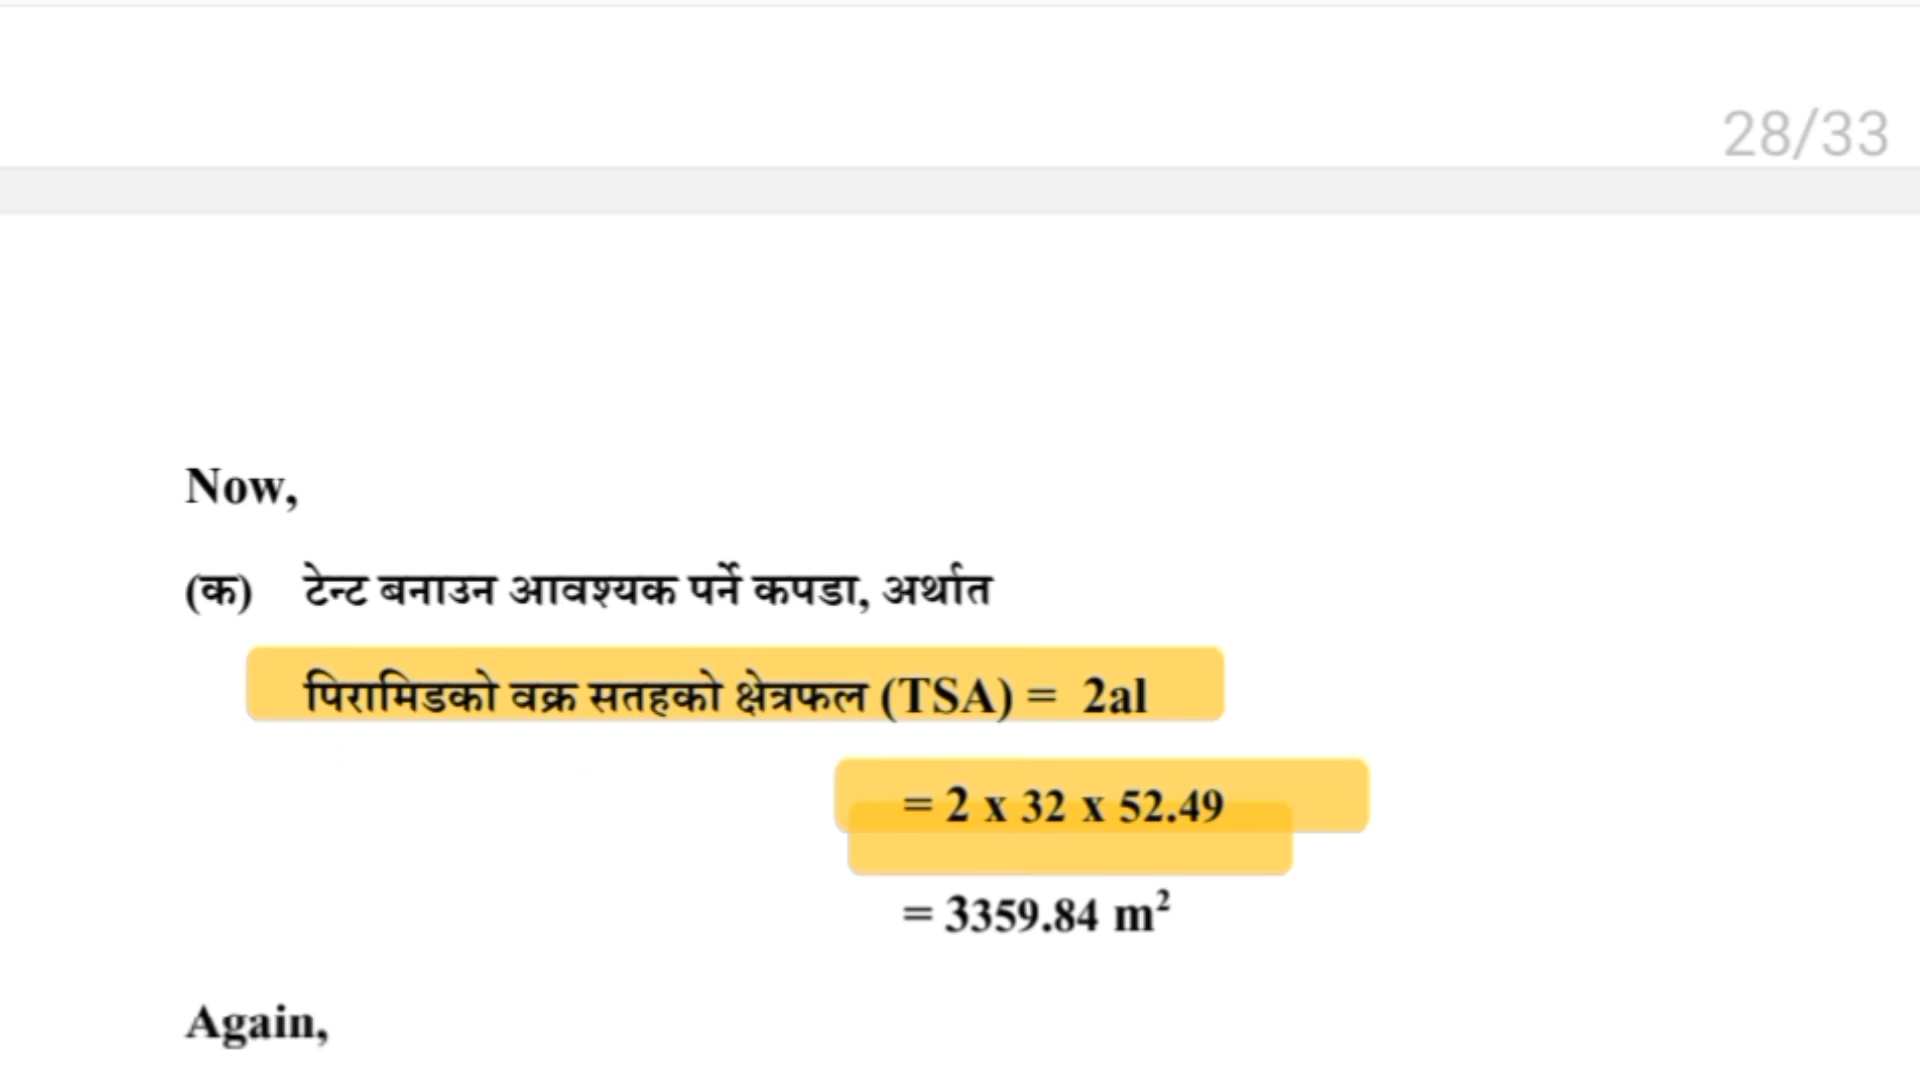 28/33
Now,
(क) टेन्ट बनाउन आवश्यक पर्ने कपडा, अर्थात
पिरामिडको वक्र सतहको क्षेत्रफल (TSA) = 2al
= 2 x 32 x 52.49
= 3359.84 m²
Again,